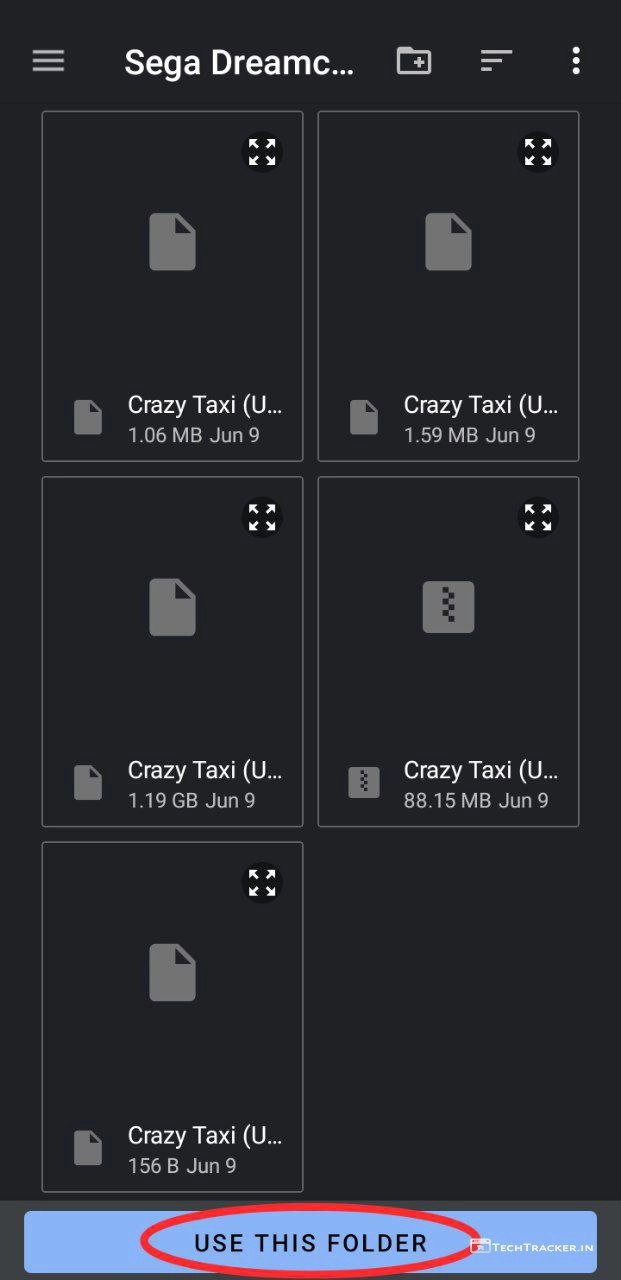 Sega Dreamc...
Crazy Taxi (U...
1.06 MB Jun 9
Crazy Taxi (U...
1.59 MB Jun 9
Crazy Taxi (U...
1.19 GB Jun 9
Crazy Taxi (U...
88.15 MB Jun 9
Crazy Taxi (U...
156 B Jun 9
USE THIS FOLDER
TECHTRACKER.IN